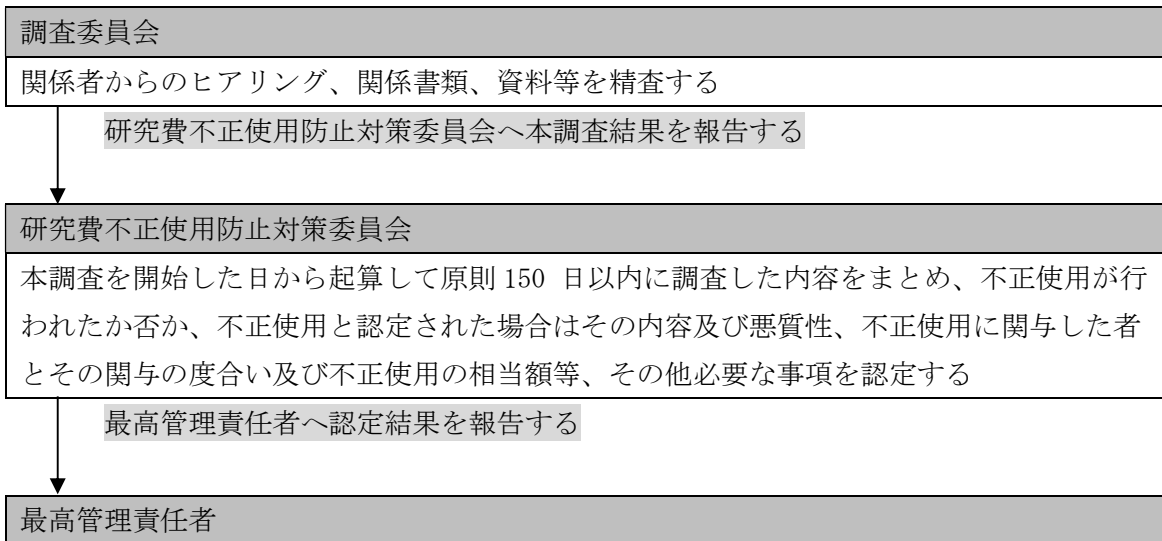 調査委員会
関係者からのヒアリング、関係書類、資料等を精査する
研究費不正使用防止対策委員会へ本調査結果を報告する
研究費不正使用防止対策委員会
本調査を開始した日から起算して原則 150 日以内に調査した内容をまとめ、不正使用が行
われたか否か、不正使用と認定された場合はその内容及び悪質性、不正使用に関与した者
とその関与の度合い及び不正使用の相当額等、その他必要な事項を認定する
最高管理責任者へ認定結果を報告する
最高管理責任者